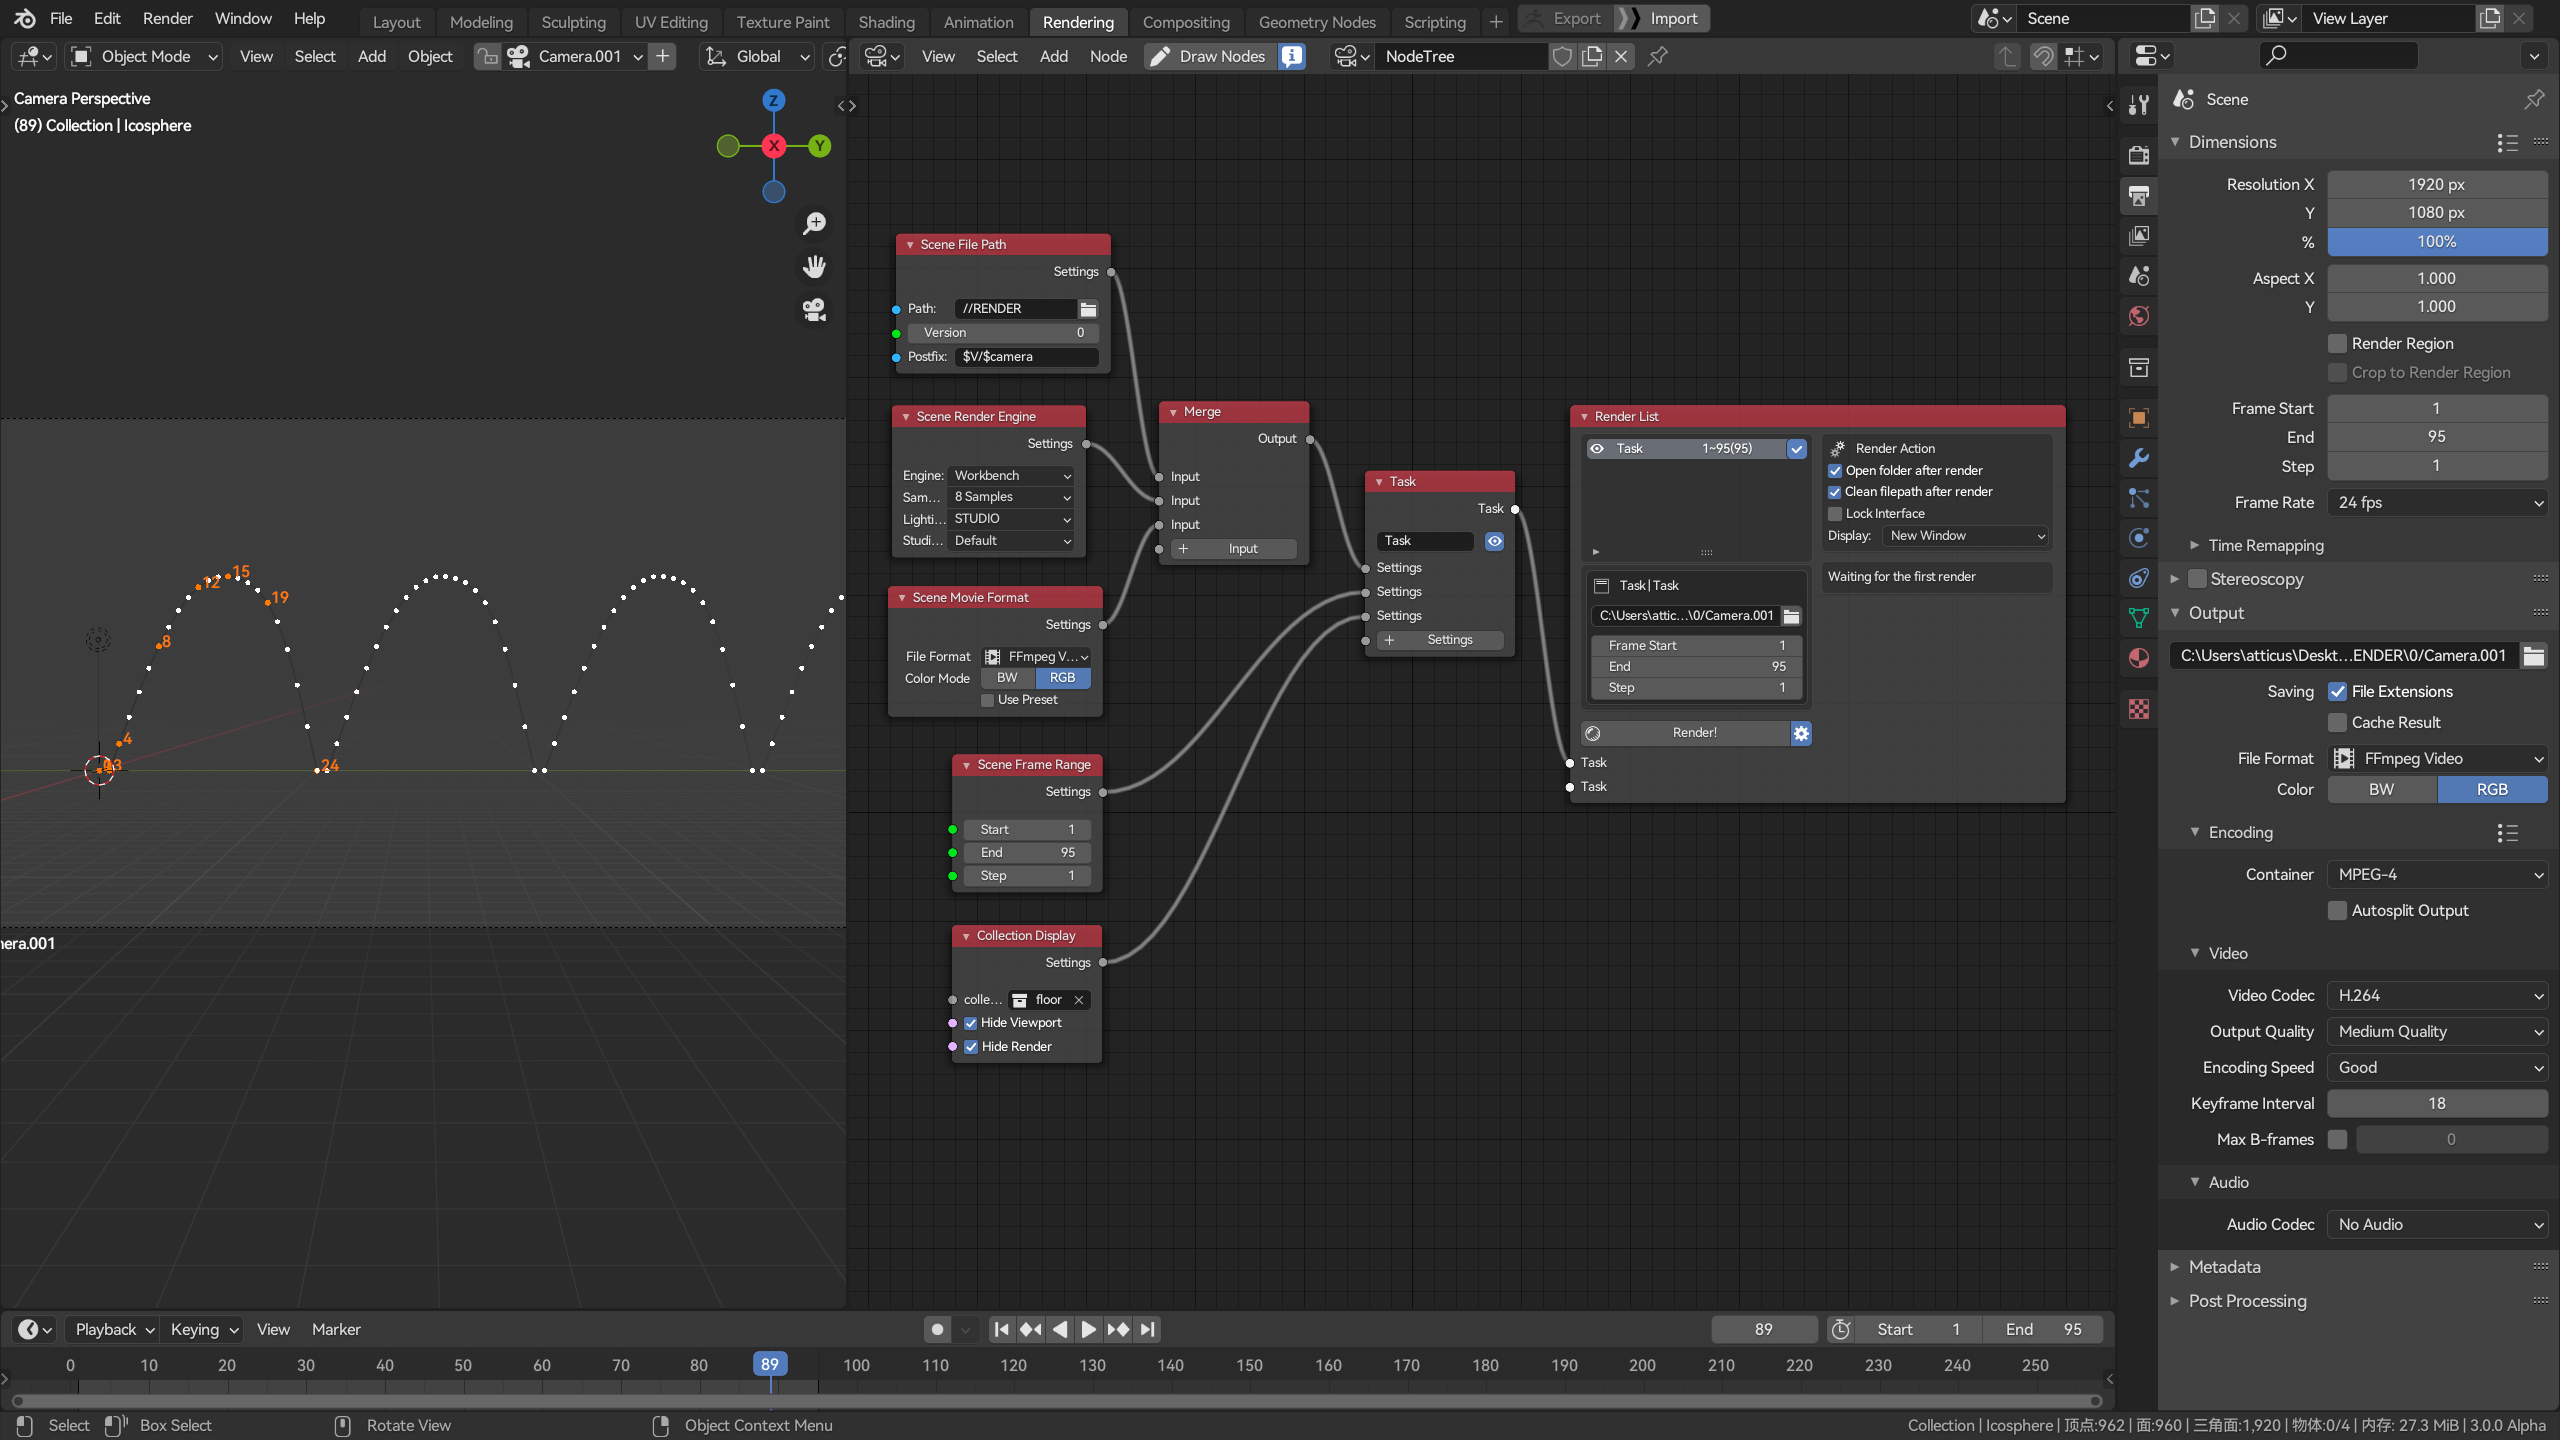 File Edit Render Window Help
Layout Modeling Sculpting UV Editing Texture Paint Shading Animation Rendering Compositing Geometry Nodes Scripting + Export Import
Scene View Layer
Object Mode View Select Add Object Camera.001 Global
View Select Add Node Draw Nodes NodeTree
Camera Perspective
(89) Collection | Icosphere
Z
X
Y
4
8
12
15
19
24
mera.001
Scene File Path
Settings
Path: //RENDER
Version 0
Postfix: $V/$camera
Scene Render Engine
Settings
Engine: Workbench
Sam... 8 Samples
Lighti... STUDIO
Studi... Default
Scene Movie Format
Settings
File Format FFmpeg V...
Color Mode BW RGB
Use Preset
Scene Frame Range
Settings
Start 1
End 95
Step 1
Collection Display
Settings
colle... floor
Hide Viewport
Hide Render
Merge
Output
Input
Input
Input
+ Input
Task
Task
Task
Settings
Settings
Settings
+ Settings
Render List
Task 1~95(95)
Render Action
Open folder after render
Clean filepath after render
Lock Interface
Display: New Window
Waiting for the first render
Task | Task
C:\Users\attic...\0/Camera.001
Frame Start 1
End 95
Step 1
Render!
Task
Task
Scene
Dimensions
Resolution X 1920 px
Y 1080 px
% 100%
Aspect X 1.000
Y 1.000
Render Region
Crop to Render Region
Frame Start 1
End 95
Step 1
Frame Rate 24 fps
Time Remapping
Stereoscopy
Output
C:\Users\atticus\Deskt...ENDER\0/Camera.001
Saving File Extensions
Cache Result
File Format FFmpeg Video
Color BW RGB
Encoding
Container MPEG-4
Autosplit Output
Video
Video Codec H.264
Output Quality Medium Quality
Encoding Speed Good
Keyframe Interval 18
Max B-frames 0
Audio
Audio Codec No Audio
Metadata
Post Processing
Playback Keying View Marker
89 Start 1 End 95
0 10 20 30 40 50 60 70 80 89 100 110 120 130 140 150 160 170 180 190 200 210 220 230 240 250
Select Box Select Rotate View Object Context Menu
Collection | Icosphere | 顶点:962 | 面:960 | 三角面:1,920 | 物体:0/4 | 内存: 27.3 MiB | 3.0.0 Alpha